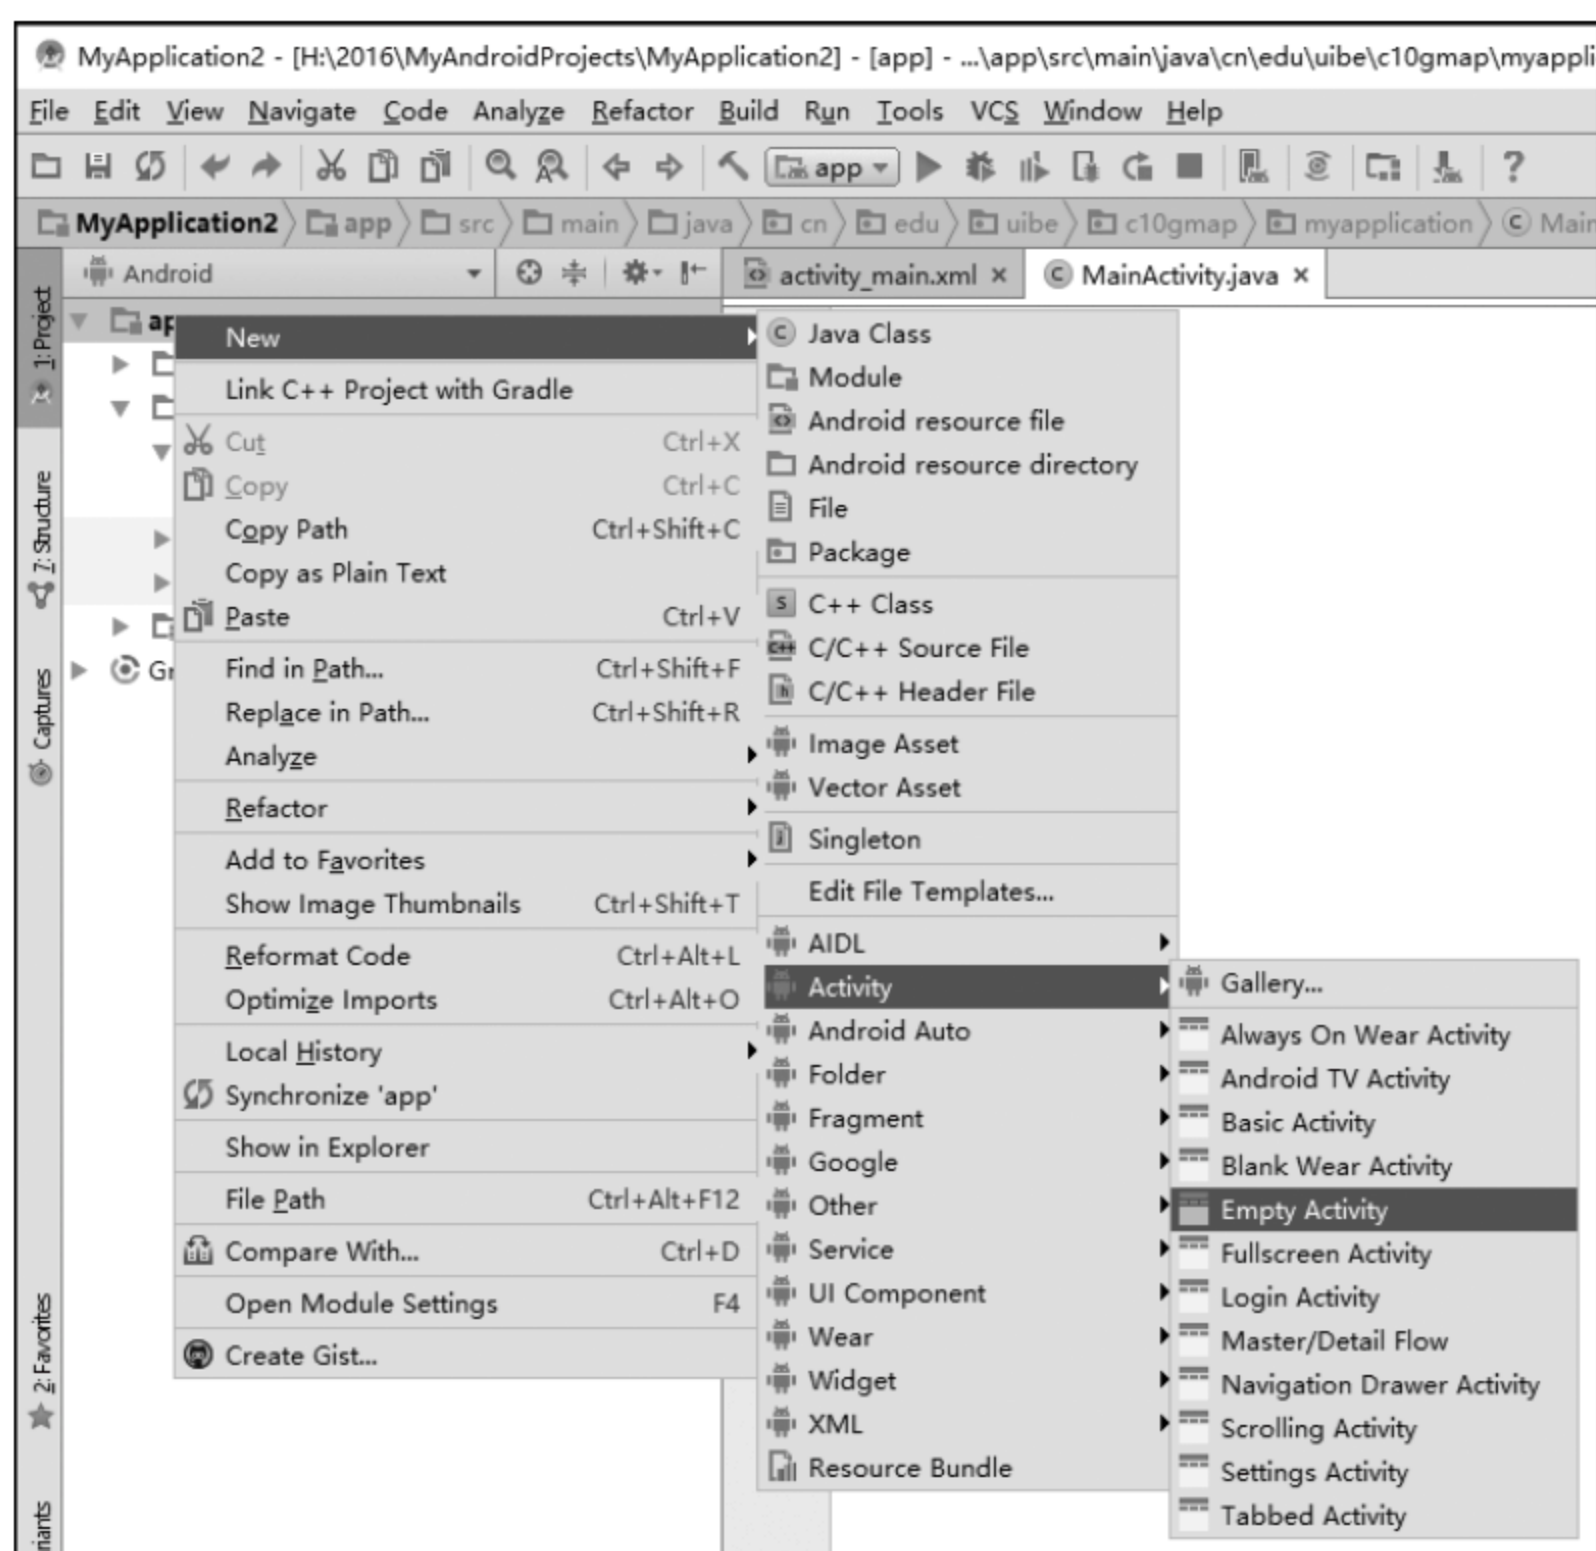 MyApplication2 - [H:\2016\MyAndroidProjects\MyApplication2] - [app] - ...\app\src\main\java\cn\edu\uibe\c10gmap\myappli
File Edit View Navigate Code Analyze Refactor Build Run Tools VCS Window Help
app
MyApplication2 app src main java cn edu uibe c10gmap myapplication Main
Android
activity_main.xml
MainActivity.java
1: Project
7: Structure
Captures
2: Favorites
ap
Gr
New
Link C++ Project with Gradle
Cut Ctrl+X
Copy Ctrl+C
Copy Path Ctrl+Shift+C
Copy as Plain Text
Paste Ctrl+V
Find in Path... Ctrl+Shift+F
Replace in Path... Ctrl+Shift+R
Analyze
Refactor
Add to Favorites
Show Image Thumbnails Ctrl+Shift+T
Reformat Code Ctrl+Alt+L
Optimize Imports Ctrl+Alt+O
Local History
Synchronize 'app'
Show in Explorer
File Path Ctrl+Alt+F12
Compare With... Ctrl+D
Open Module Settings F4
Create Gist...
Java Class
Module
Android resource file
Android resource directory
File
Package
C++ Class
C/C++ Source File
C/C++ Header File
Image Asset
Vector Asset
Singleton
Edit File Templates...
AIDL
Activity
Android Auto
Folder
Fragment
Google
Other
Service
UI Component
Wear
Widget
XML
Resource Bundle
Gallery...
Always On Wear Activity
Android TV Activity
Basic Activity
Blank Wear Activity
Empty Activity
Fullscreen Activity
Login Activity
Master/Detail Flow
Navigation Drawer Activity
Scrolling Activity
Settings Activity
Tabbed Activity